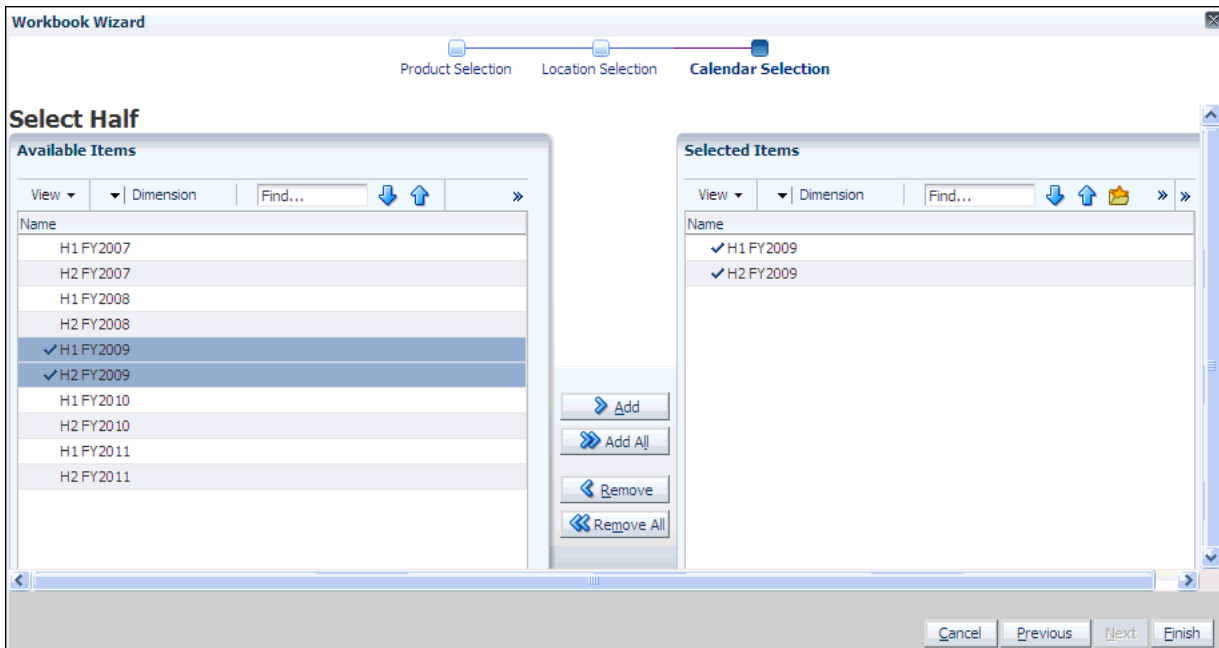 Workbook Wizard
Product Selection Location Selection Calendar Selection
Select Half
Available Items
View Dimension Find... »
Name
H1 FY2007
H2 FY2007
H1 FY2008
H2 FY2008
H1 FY2009
H2 FY2009
H1 FY2010
H2 FY2010
H1 FY2011
H2 FY2011
Add
Add All
Remove
Remove All
Selected Items
View Dimension Find... » »
Name
H1 FY2009
H2 FY2009
Cancel Previous Next Finish